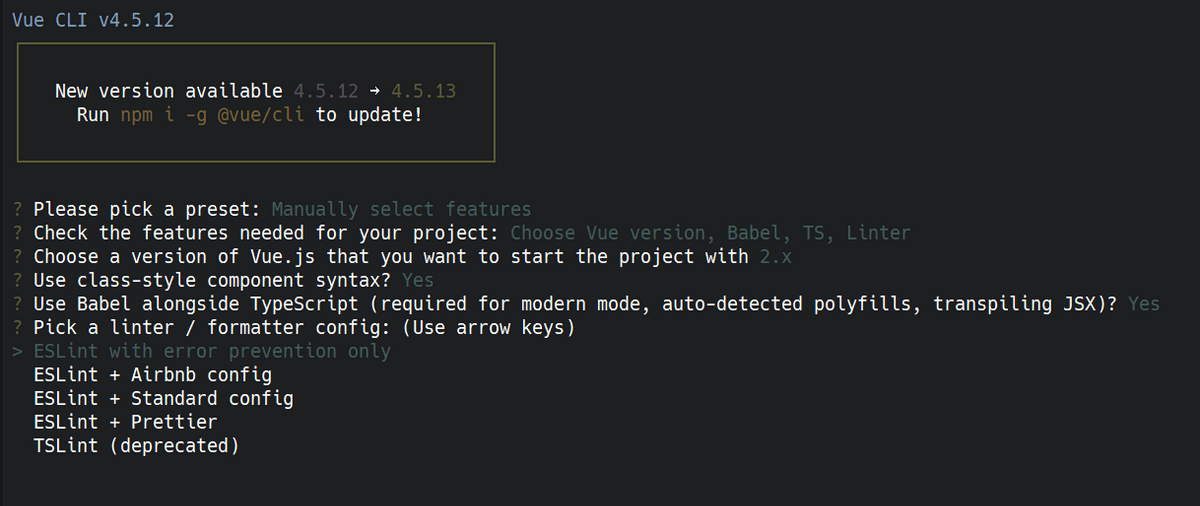 Vue CLI v4.5.12
New version available 4.5.12 → 4.5.13
Run npm i -g @vue/cli to update!
? Please pick a preset: Manually select features
? Check the features needed for your project: Choose Vue version, Babel, TS, Linter
? Choose a version of Vue.js that you want to start the project with 2.x
? Use class-style component syntax? Yes
? Use Babel alongside TypeScript (required for modern mode, auto-detected polyfills, transpiling JSX)? Yes
? Pick a linter / formatter config: (Use arrow keys)
> ESLint with error prevention only
ESLint + Airbnb config
ESLint + Standard config
ESLint + Prettier
TSLint (deprecated)